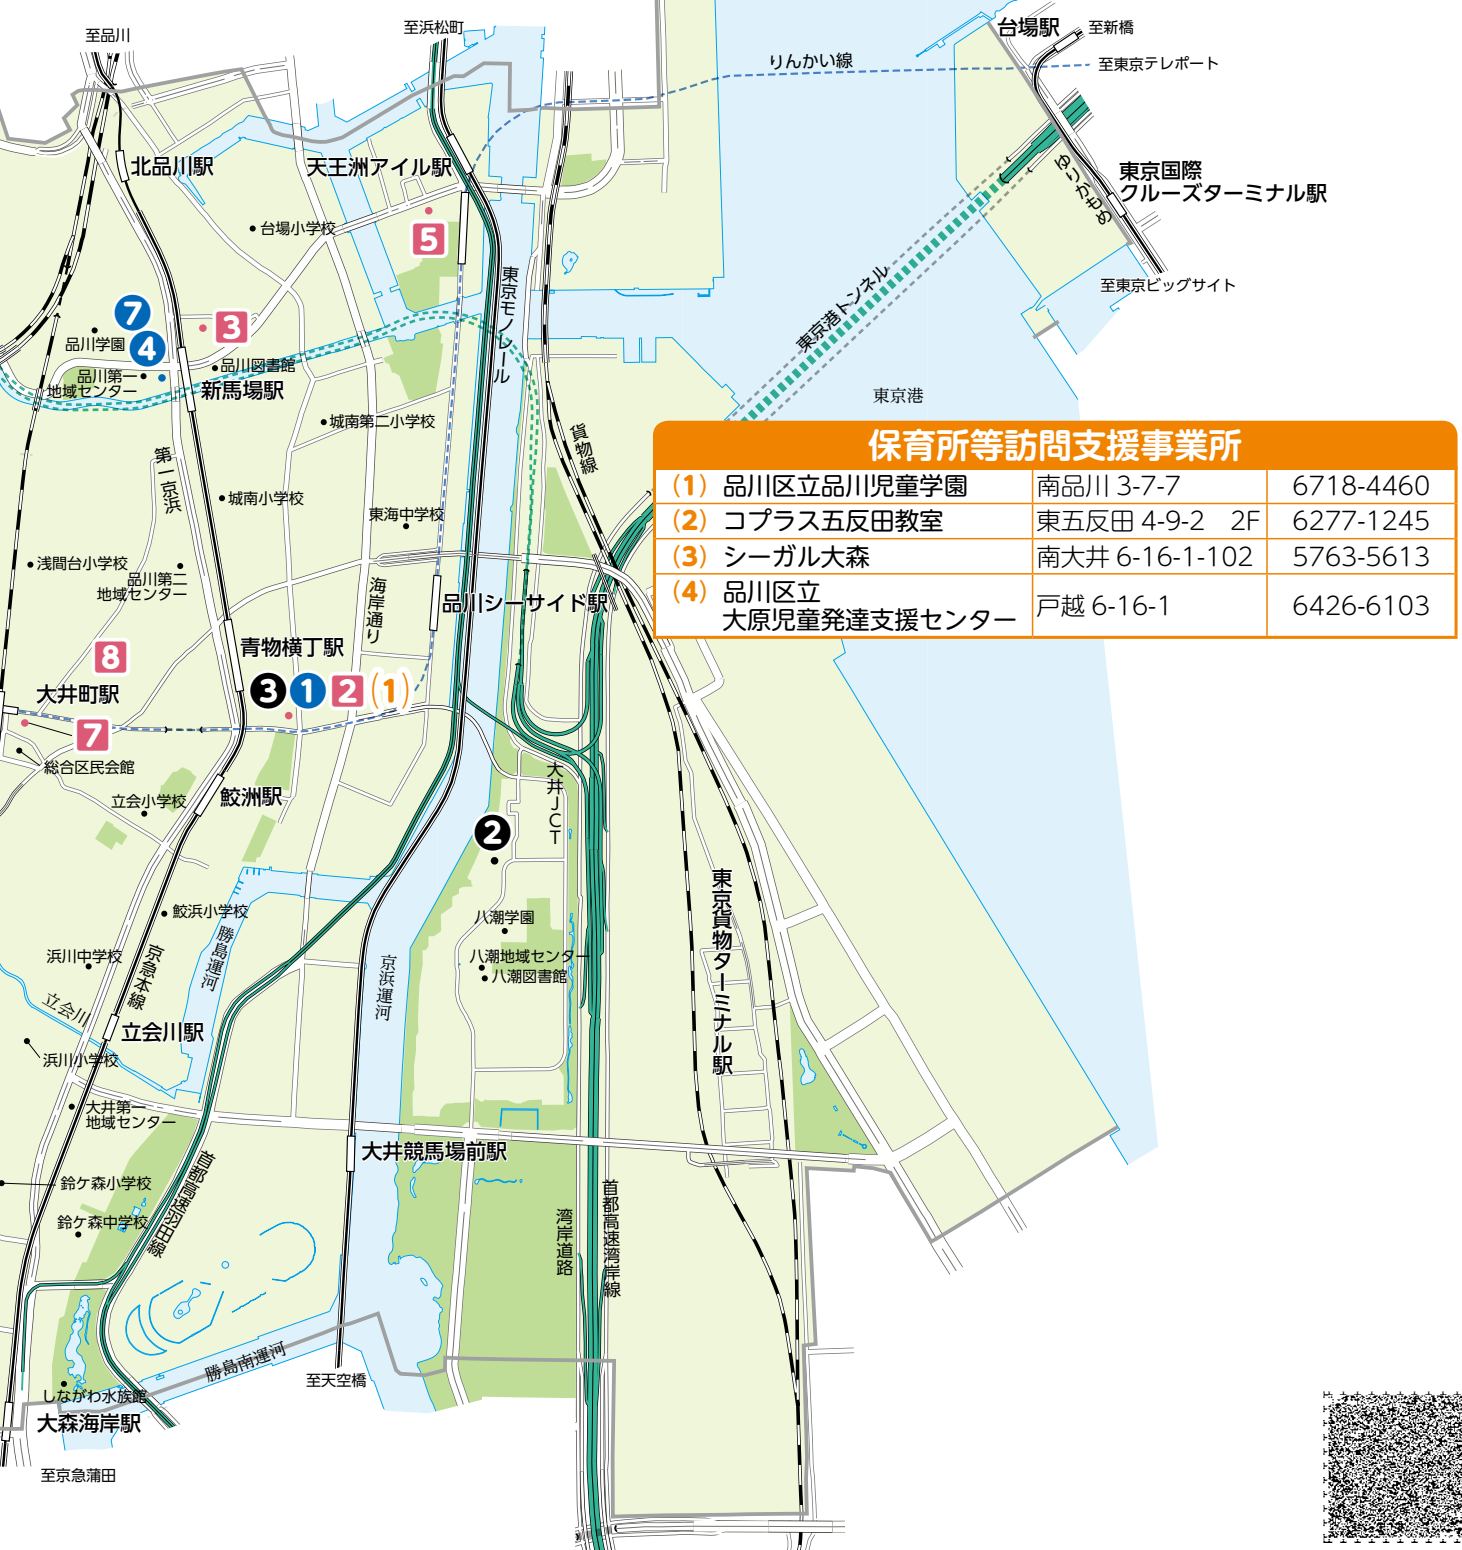 至品川
至浜松町
台場駅
至新橋
りんかい線
至東京テレポート
北品川駅
天王洲アイル駅
ゆりかもめ
東京国際
クルーズターミナル駅
台場小学校
5
東京モノレール
東京港トンネル
至東京ビッグサイト
7
品川学園
4
3
品川図書館
品川第一
地域センター
新馬場駅
東京港
城南第二小学校
貨物線
第一京浜
城南小学校
東海中学校
保育所等訪問支援事業所
(1) 品川区立品川児童学園 南品川 3-7-7 6718-4460
(2) コプラス五反田教室 東五反田 4-9-2 2F 6277-1245
(3) シーガル大森 南大井 6-16-1-102 5763-5613
(4) 品川区立
大原児童発達支援センター 戸越 6-16-1 6426-6103
浅間台小学校
品川第二
地域センター
海岸通り
品川シーサイド駅
青物横丁駅
8
3 1 2 (1)
大井町駅
7
総合区民会館
大井JCT
立会小学校
鮫洲駅
2
東京貨物ターミナル駅
鮫浜小学校
八潮学園
勝島運河
浜川中学校
京急本線
八潮地域センター
八潮図書館
京浜運河
立会川
立会川駅
浜川小学校
大井第一
地域センター
大井競馬場前駅
首都高速羽田線
鈴ケ森小学校
首都高速湾岸線
湾岸道路
鈴ケ森中学校
勝島南運河
至天空橋
しながわ水族館
大森海岸駅
至京急蒲田